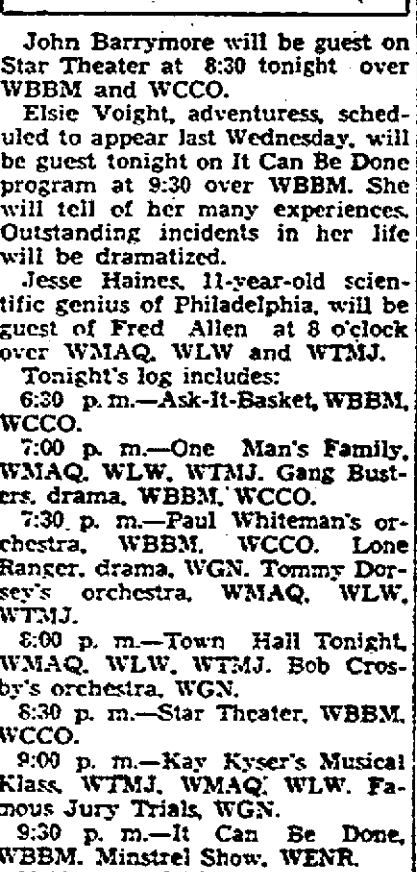 John Barrymore will be guest on
Star Theater at 8:30 tonight over
WBBM and WCCO.
Elsie Voight, adventuress, sched-
uled to appear last Wednesday, will
be guest tonight on It Can Be Done
program at 9:30 over WBBM. She
will tell of her many experiences.
Outstanding incidents in her life
will be dramatized.
Jesse Haines, 11-year-old scien-
tific genius of Philadelphia, will be
guest of Fred Allen at 8 o'clock
over WMAQ, WLW and WTMJ.
Tonight's log includes:
6:30 p. m.—Ask-It-Basket, WBBM,
WCCO.
7:00 p. m.—One Man's Family,
WMAQ, WLW, WTMJ. Gang Bust-
ers, drama, WBBM, WCCO.
7:30 p. m.—Paul Whiteman's or-
chestra, WBBM, WCCO. Lone
Ranger, drama, WGN. Tommy Dor-
sey's orchestra, WMAQ, WLW,
WTMJ.
8:00 p. m.—Town Hall Tonight,
WMAQ, WLW, WTMJ. Bob Cros-
by's orchestra, WGN.
8:30 p. m.—Star Theater, WBBM,
WCCO.
9:00 p. m.—Kay Kyser's Musical
Klass, WTMJ, WMAQ, WLW. Fa-
mous Jury Trials, WGN.
9:30 p. m.—It Can Be Done,
WBBM. Minstrel Show, WENR.